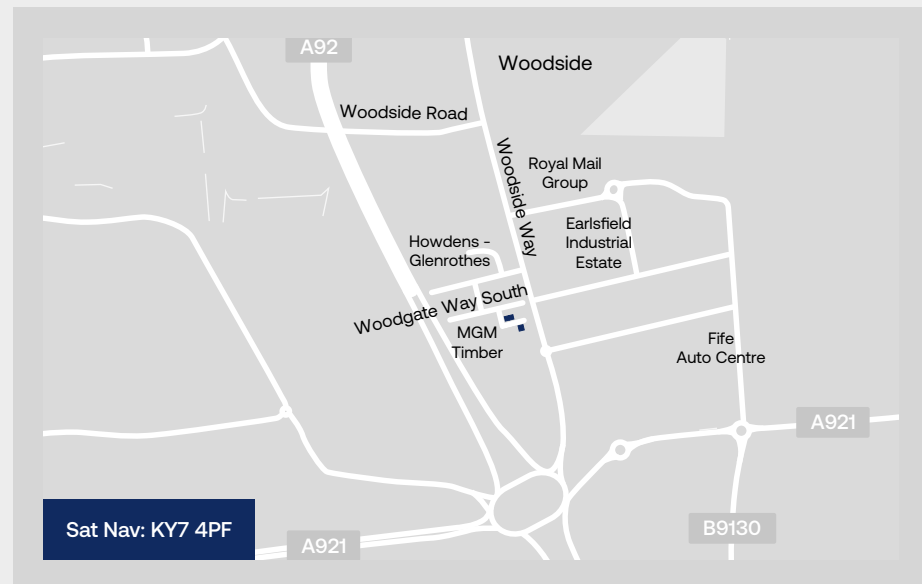 A92
Woodside
Woodside Road
Woodside Way
Royal Mail
Group
Earlsfield
Industrial
Estate
Howdens -
Glenrothes
Woodgate Way South
MGM
Timber
Fife
Auto Centre
A921
Sat Nav: KY7 4PF
A921
B9130